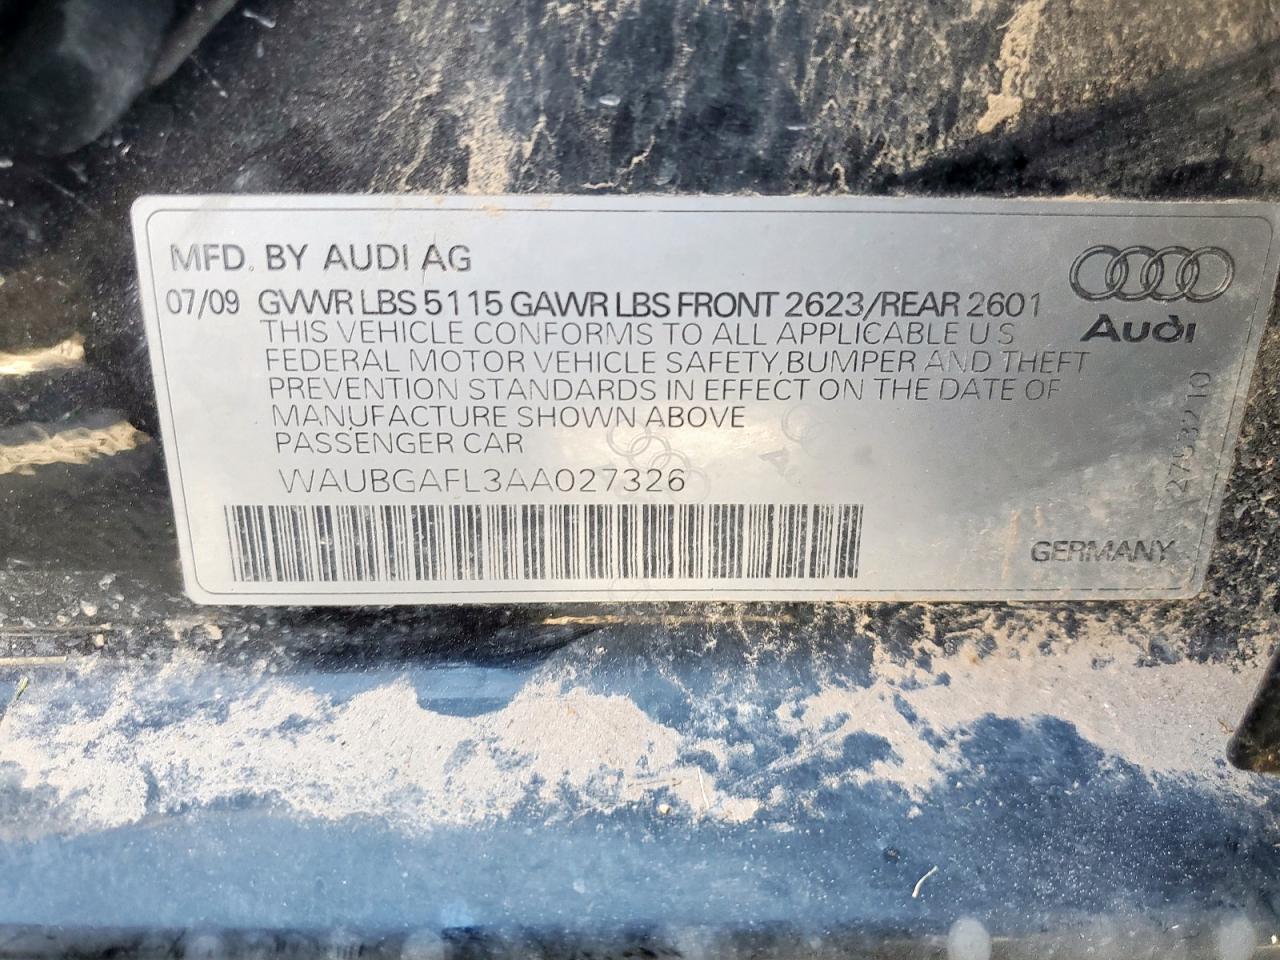 MFD. BY AUDI AG
07/09 GVWR LBS 5115 GAWR LBS FRONT 2623/REAR 2601
THIS VEHICLE CONFORMS TO ALL APPLICABLE U S
FEDERAL MOTOR VEHICLE SAFETY, BUMPER AND THEFT
PREVENTION STANDARDS IN EFFECT ON THE DATE OF
MANUFACTURE SHOWN ABOVE
PASSENGER CAR
WAUBGAFL3AA027326
Audi
GERMANY